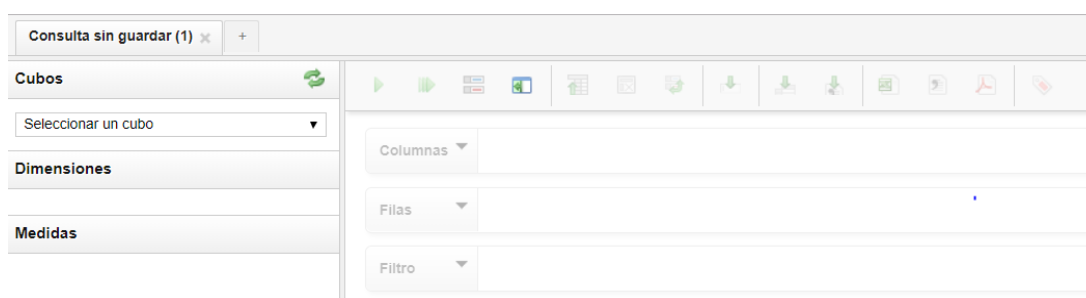 Consulta sin guardar (1)
+
Cubos
Seleccionar un cubo
Dimensiones
Medidas
Columnas
Filas
Filtro